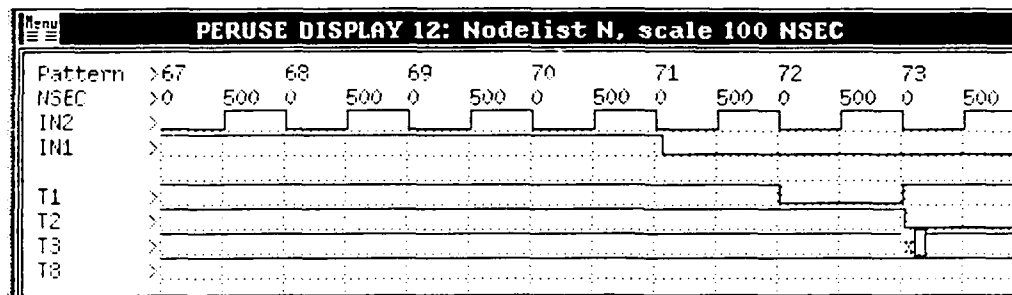 Menu
PERUSE DISPLAY 12: Nodelist N, scale 100 NSEC
Pattern >67 68 69 70 71 72 73
NSEC >0 500 0 500 0 500 0 500 0 500 0 500 0 500
IN2 >
IN1 >
T1 >
T2 >
T3 > X
T8 >